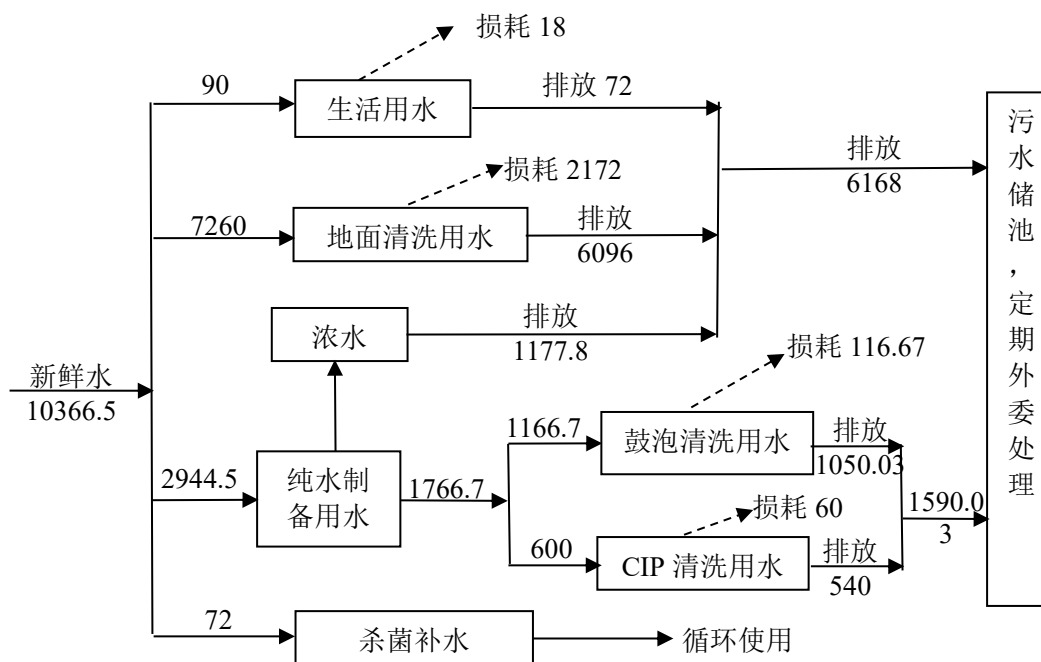 损耗 18
90
生活用水
排放 72
损耗 2172
7260
地面清洗用水
排放
6096
排放
6168
浓水
排放
1177.8
新鲜水
10366.5
损耗 116.67
1166.7
鼓泡清洗用水
排放
1050.03
2944.5
纯水制
备用水
1766.7
损耗 60
600
CIP 清洗用水
排放
540
1590.0
3
72
杀菌补水
循环使用
污
水
储
池
，
定
期
外
委
处
理